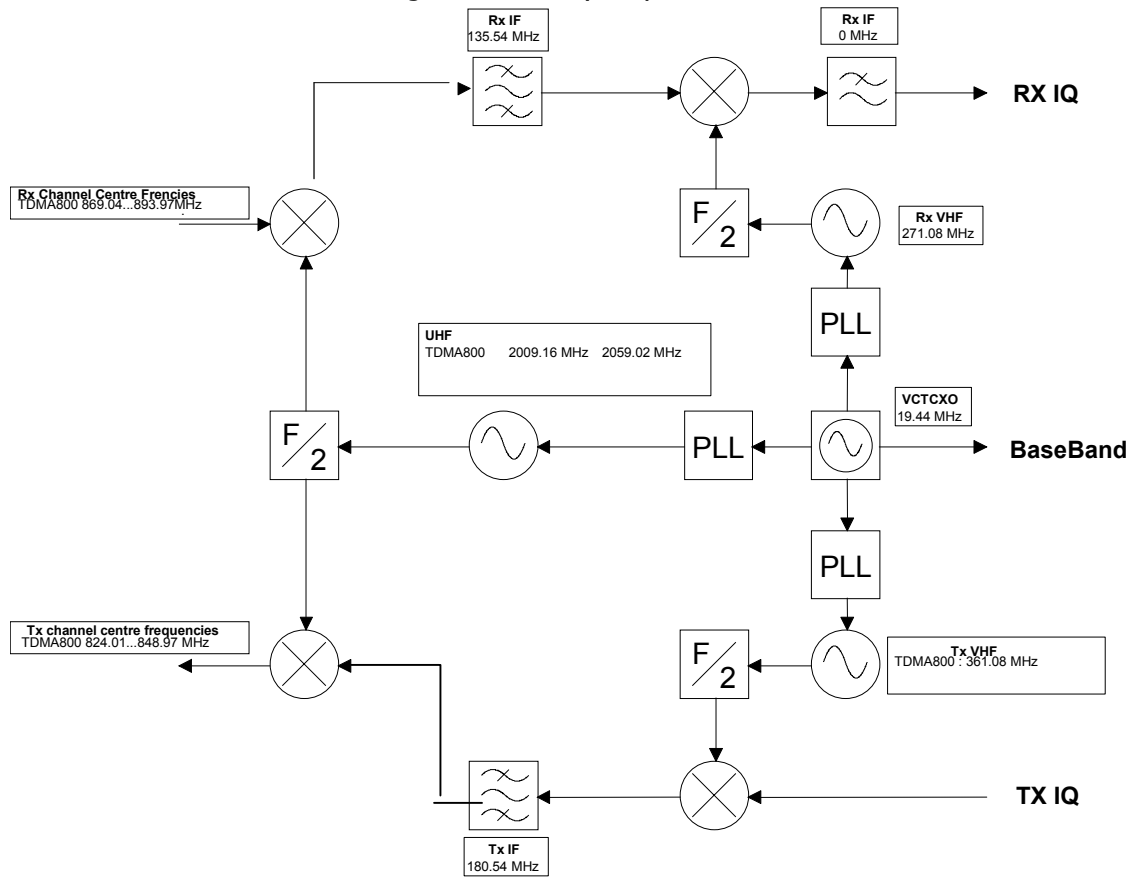 Rx IF
135.54 MHz
Rx IF
0 MHz
RX IQ
Rx Channel Centre Frencies
TDMA800 869.04...893.97MHz
F/2
Rx VHF
271.08 MHz
PLL
UHF
TDMA800 2009.16 MHz 2059.02 MHz
VCTCXO
19.44 MHz
F/2
PLL
BaseBand
PLL
Tx channel centre frequencies
TDMA800 824.01...848.97 MHz
F/2
Tx VHF
TDMA800 : 361.08 MHz
TX IQ
Tx IF
180.54 MHz